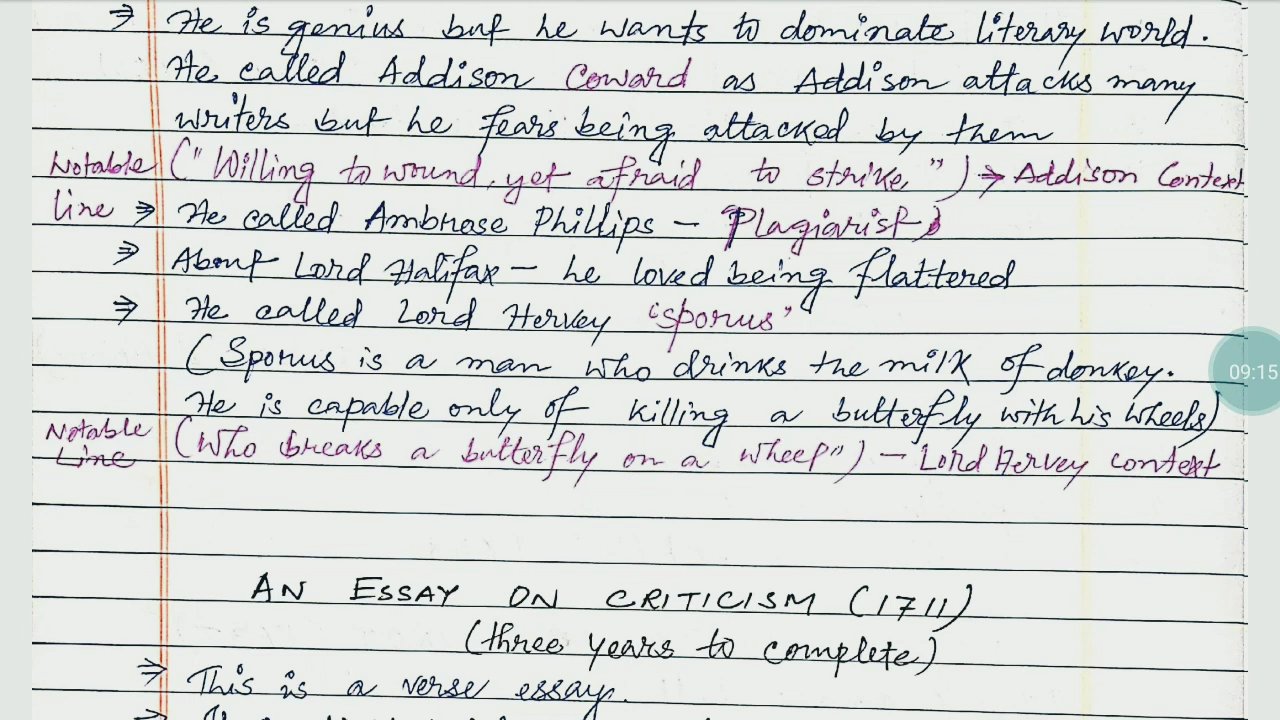 ⇒ He is genius but he wants to dominate literary world.
He called Addison Coward as Addison attacks many
writers but he fears being attacked by them
Notable ("Willing to wound, yet afraid to strike") → Addison Context
line ⇒ He called Ambrose Phillips - Plagiarist)
⇒ About Lord Halifax - he loved being flattered
⇒ He called Lord Hervey "sporus"
(Sporus is a man who drinks the milk of donkey.
He is capable only of killing a butterfly with his wheels)
Notable (Who breaks a butterfly on a wheel") - Lord Hervey context
Line
09:15
AN ESSAY ON CRITICISM (1711)
(three years to complete)
⇒ This is a verse essay.